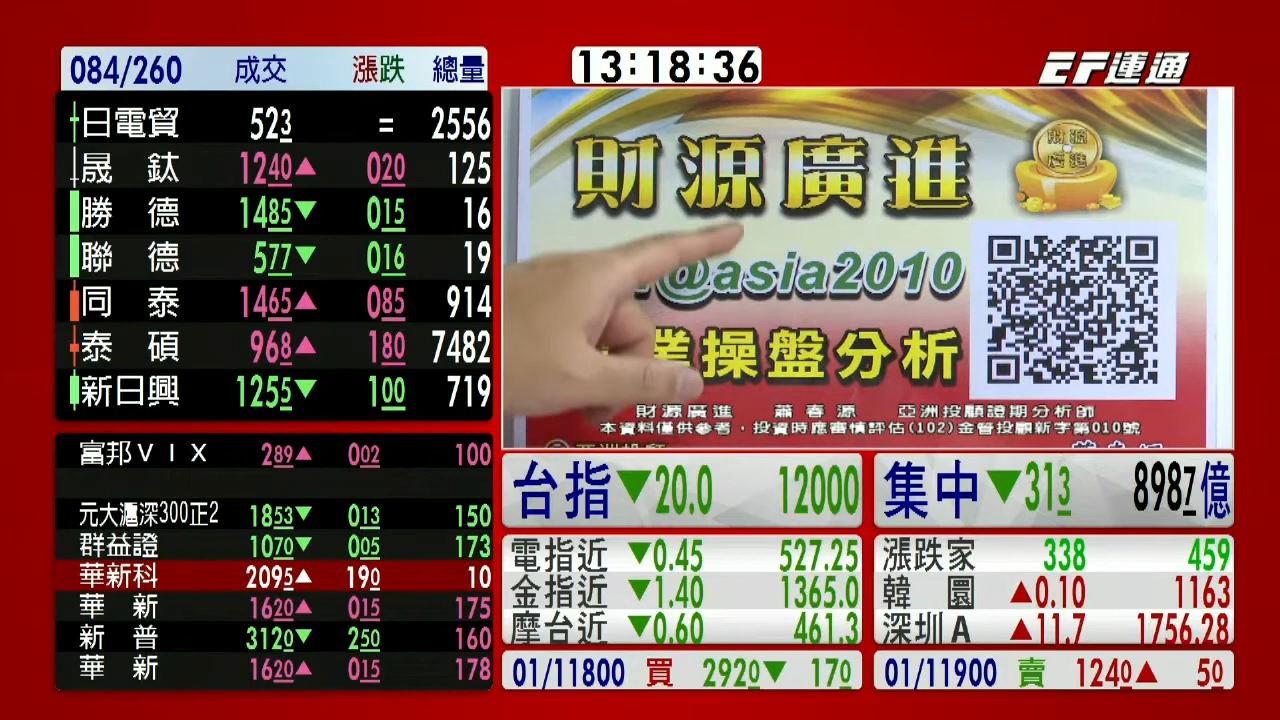 084/260 成交 漲跌 總量
13:18:36
EF運通
日電貿 523 = 2556
晟鈦 1240▲ 020 125
勝德 1485▼ 015 16
聯德 577▼ 016 19
同泰 1465▲ 085 914
泰碩 968▲ 180 7482
新日興 1255▼ 100 719
富邦VIX 289▲ 002 100
元大滬深300正2 1853▼ 013 150
群益證 1070▼ 005 173
華新科 2095▲ 190 10
華新 1620▲ 015 175
新普 3120▼ 250 160
華新 1620▲ 015 178
財源廣進
財源
廣進
@asia2010
業操盤分析
財源廣進 蕭春源 亞洲投顧證期分析師
本資料僅供參考,投資時應審慎評估(102)金管投顧新字第010號
台指▼20.0 12000
集中▼313 8987億
電指近 ▼0.45 527.25
金指近 ▼1.40 1365.0
摩台近 ▼0.60 461.3
漲跌家 338 459
韓圜 ▲0.10 1163
深圳A ▲11.7 1756.28
01/11800 買 2920▼ 170
01/11900 賣 1240▲ 50